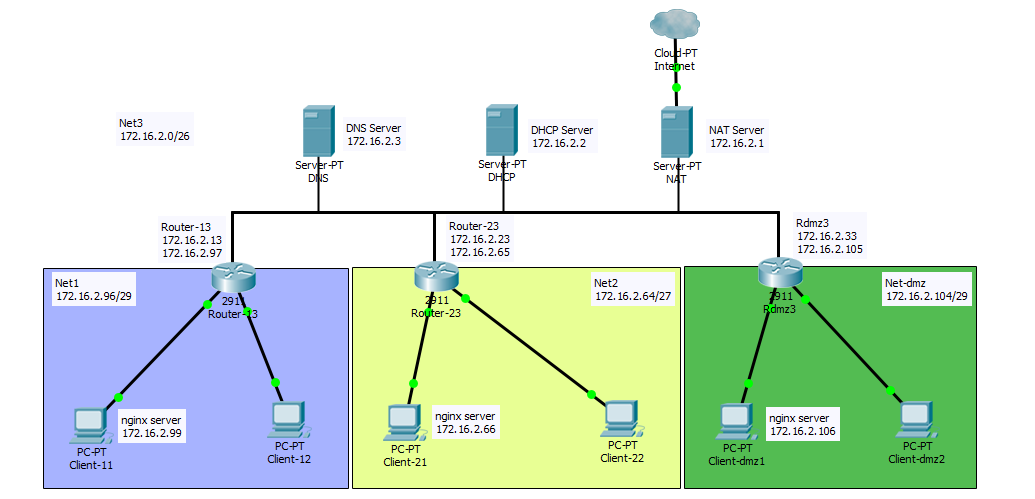 Cloud-PT
Internet
Net3
172.16.2.0/26
DNS Server
172.16.2.3
Server-PT
DNS
DHCP Server
172.16.2.2
Server-PT
DHCP
NAT Server
172.16.2.1
Server-PT
NAT
Router-13
172.16.2.13
172.16.2.97
Router-23
172.16.2.23
172.16.2.65
Rdmz3
172.16.2.33
172.16.2.105
Net1
172.16.2.96/29
2911
Router-13
2911
Router-23
Net2
172.16.2.64/27
2911
Rdmz3
Net-dmz
172.16.2.104/29
nginx server
172.16.2.99
PC-PT
Client-11
PC-PT
Client-12
nginx server
172.16.2.66
PC-PT
Client-21
PC-PT
Client-22
nginx server
172.16.2.106
PC-PT
Client-dmz1
PC-PT
Client-dmz2